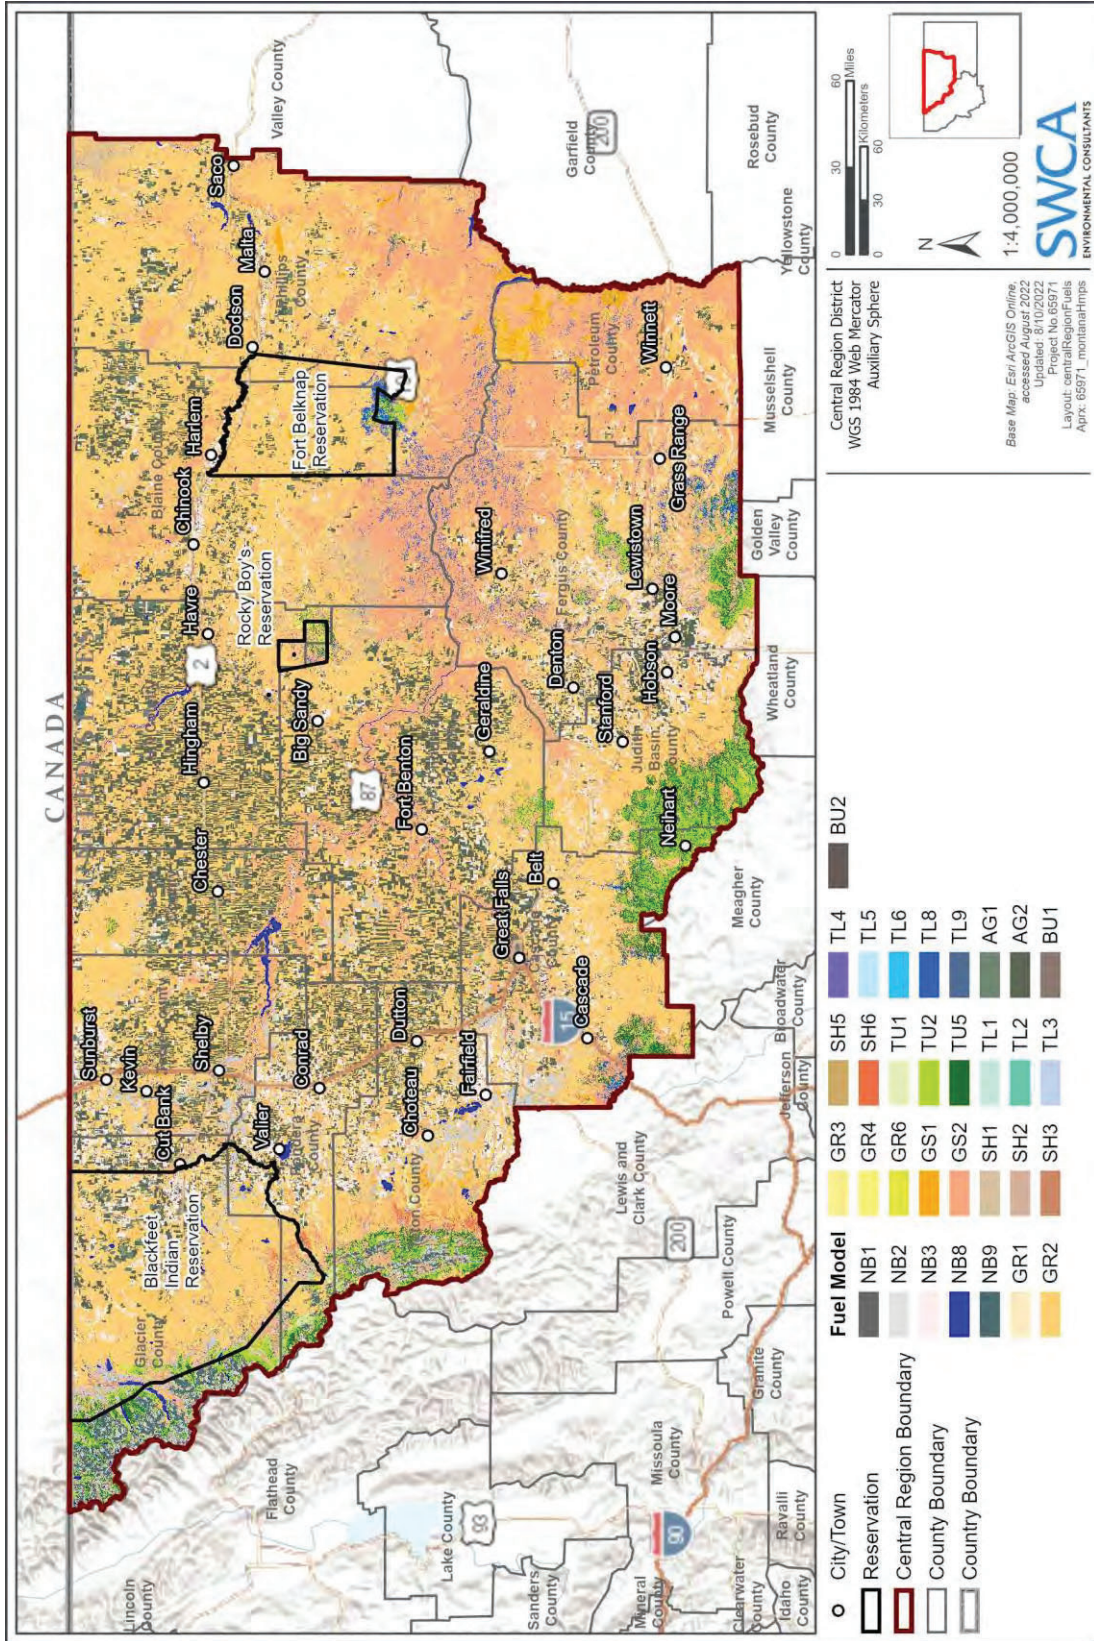 CANADA
Lincoln
County
Flathead
County
Lake County
93
Sanders
County
Mineral
County
Clearwater
County
Idaho
County
Ravalli
County
Missoula
County
90
Granite
County
Powell County
200
Lewis and
Clark County
Jefferson
County
Broadwater
County
Meagher
County
Wheatland
County
Golden
Valley
County
Musselshell
County
Yellowstone
County
Rosebud
County
Garfield
County
200
Valley County
Glacier
County
Blackfeet
Indian
Reservation
Cut Bank
Kevin
Sunburst
Shelby
Valier
County
Conrad
Choteau
Dutton
Fairfield
15
Cascade
Great Falls
County
Belt
Neihart
Chester
Hingham
2
Havre
Rocky Boy's
Reservation
Big Sandy
87
Fort Benton
Geraldine
Stanford
Judith
Basin
County
Denton
Hobson
Moore
Lewistown
Fergus County
Winifred
Grass Range
Winnett
Petroleum
County
Chinook
Harlem
Blaine County
Fort Belknap
Reservation
Dodson
Malta
Phillips
County
Saco
City/Town
Reservation
Central Region Boundary
County Boundary
Country Boundary
Fuel Model
NB1
NB2
NB3
NB8
NB9
GR1
GR2
GR3
GR4
GR6
GS1
GS2
SH1
SH2
SH3
SH5
SH6
TU1
TU2
TU5
TL1
TL2
TL3
TL4
TL5
TL6
TL8
TL9
AG1
AG2
BU1
BU2
Central Region District
WGS 1984 Web Mercator
Auxiliary Sphere
Base Map: Esri ArcGIS Online,
accessed August 2022
Updated: 8/10/2022
Project No.65971
Layout: centralRegionFuels
Aprx: 65971_montanaHmps
0 30 60
Miles
Kilometers
0 30 60
N
1:4,000,000
SWCA
ENVIRONMENTAL CONSULTANTS